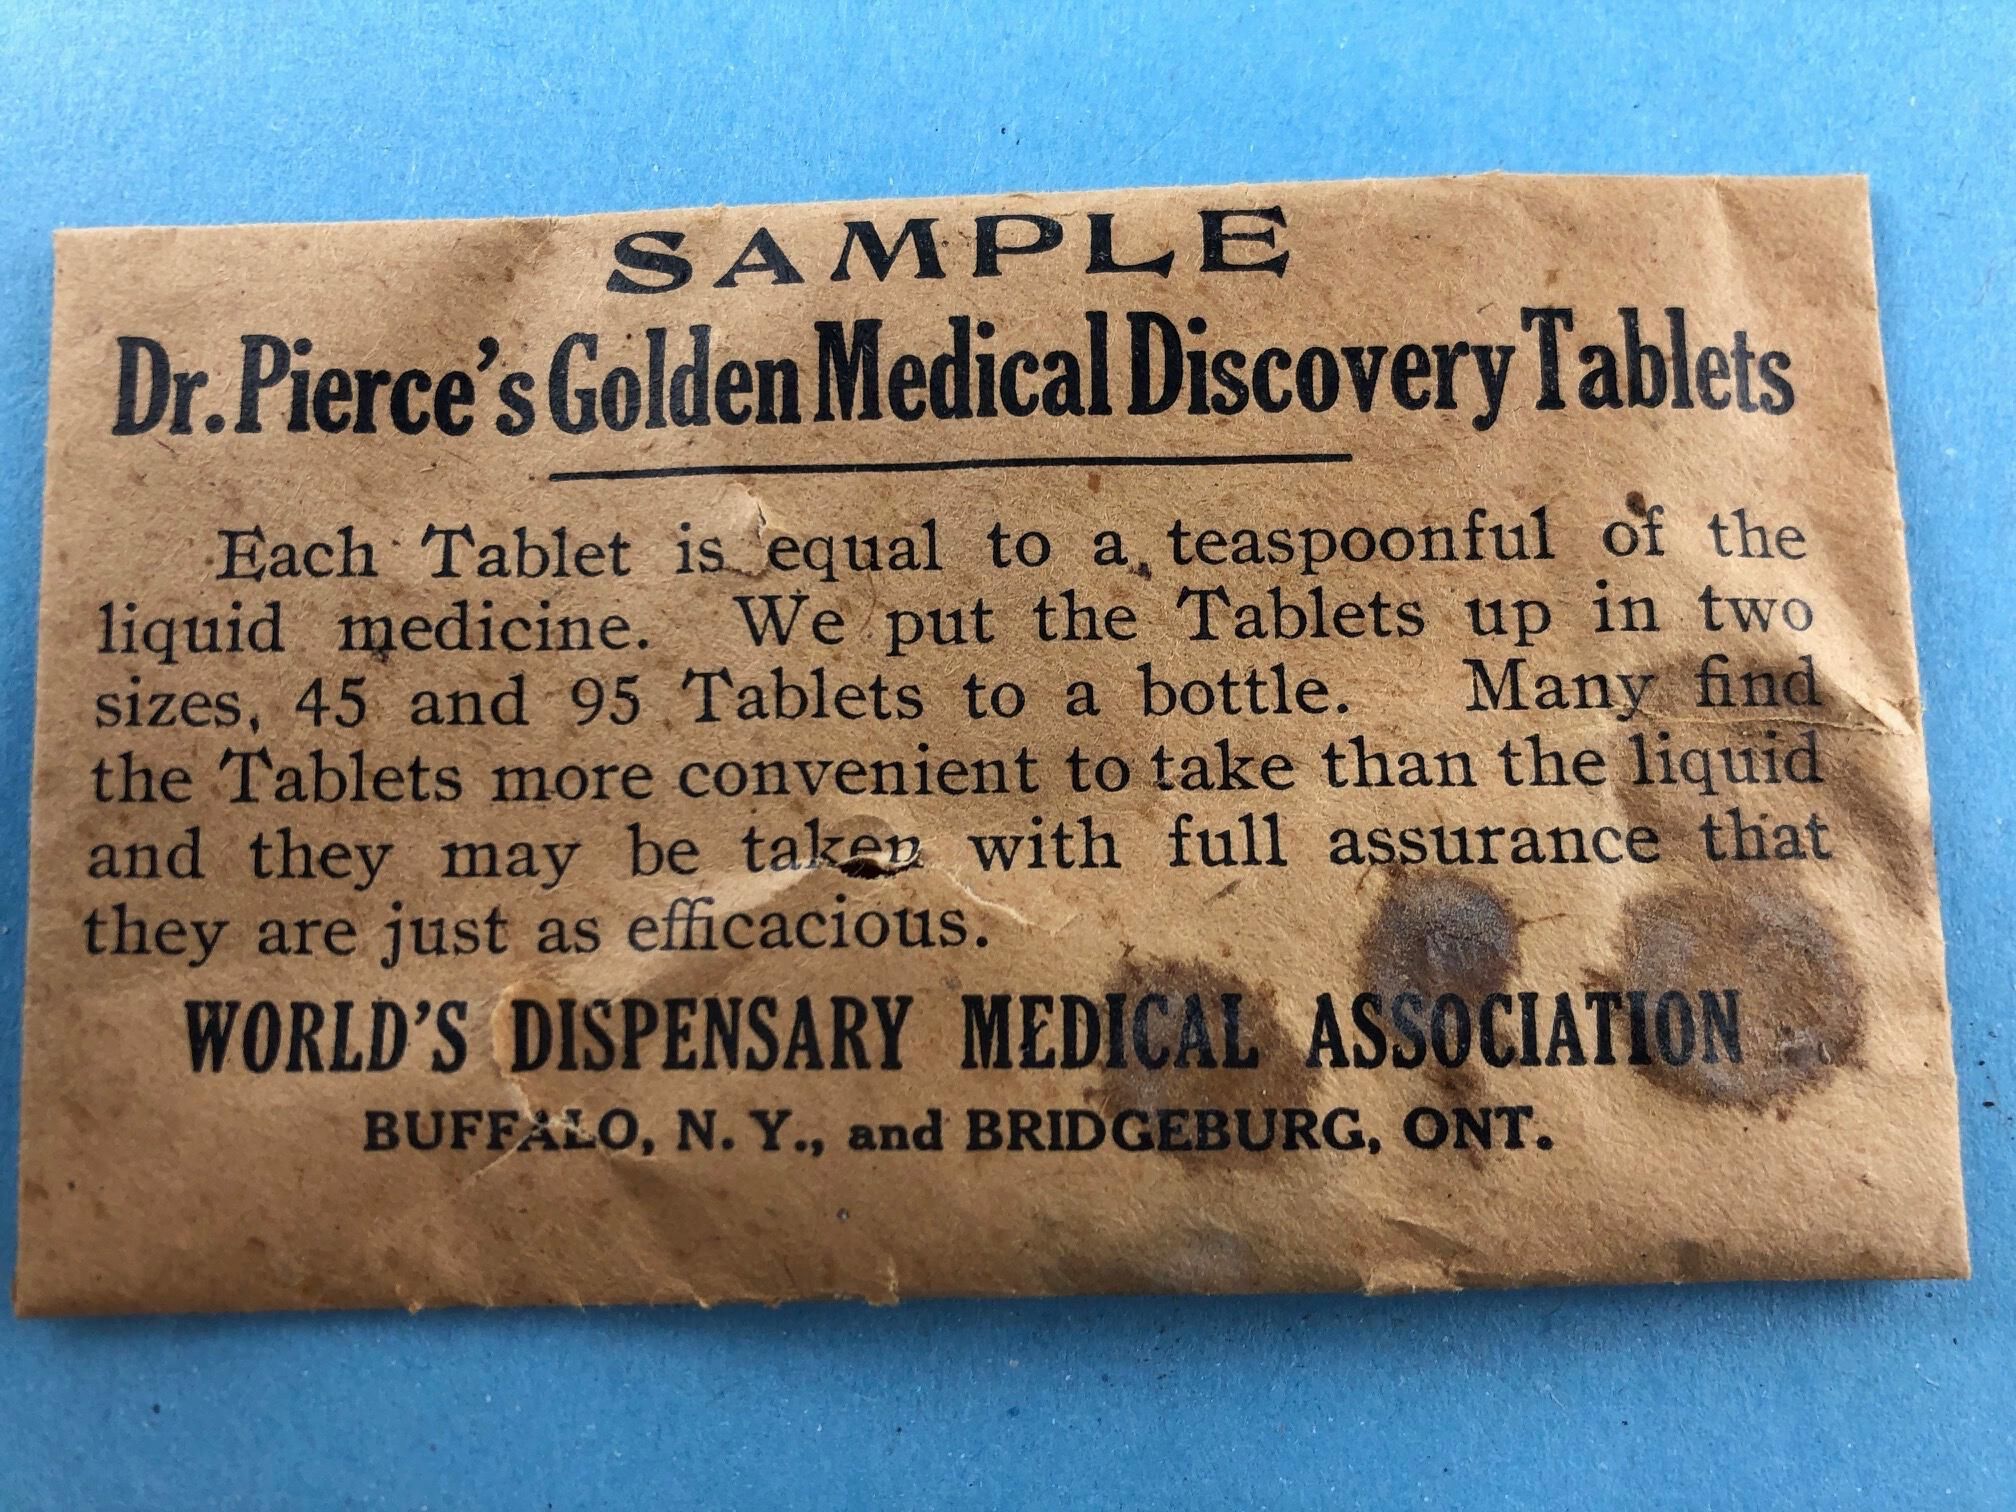 SAMPLE
Dr. Pierce's Golden Medical Discovery Tablets
Each Tablet is equal to a teaspoonful of the
liquid medicine. We put the Tablets up in two
sizes, 45 and 95 Tablets to a bottle. Many find
the Tablets more convenient to take than the liquid
and they may be taken with full assurance that
they are just as efficacious.
WORLD'S DISPENSARY MEDICAL ASSOCIATION
BUFFALO, N. Y., and BRIDGEBURG, ONT.